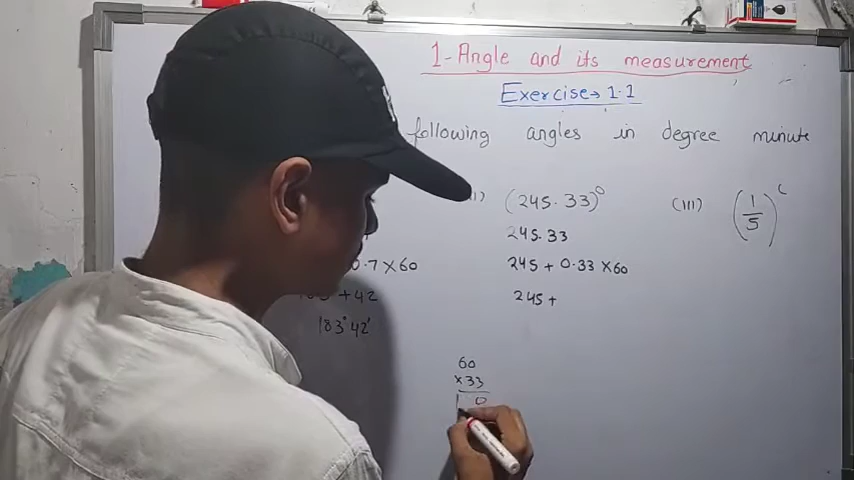 1-Angle and its measurement
Exercise→ 1.1
following angles in degree minute
(245.33)⁰
(III) (1/5)ᶜ
245.33
0.7 ×60
245 + 0.33 ×60
+ 42
245 +
183° 42'
60
×33
0